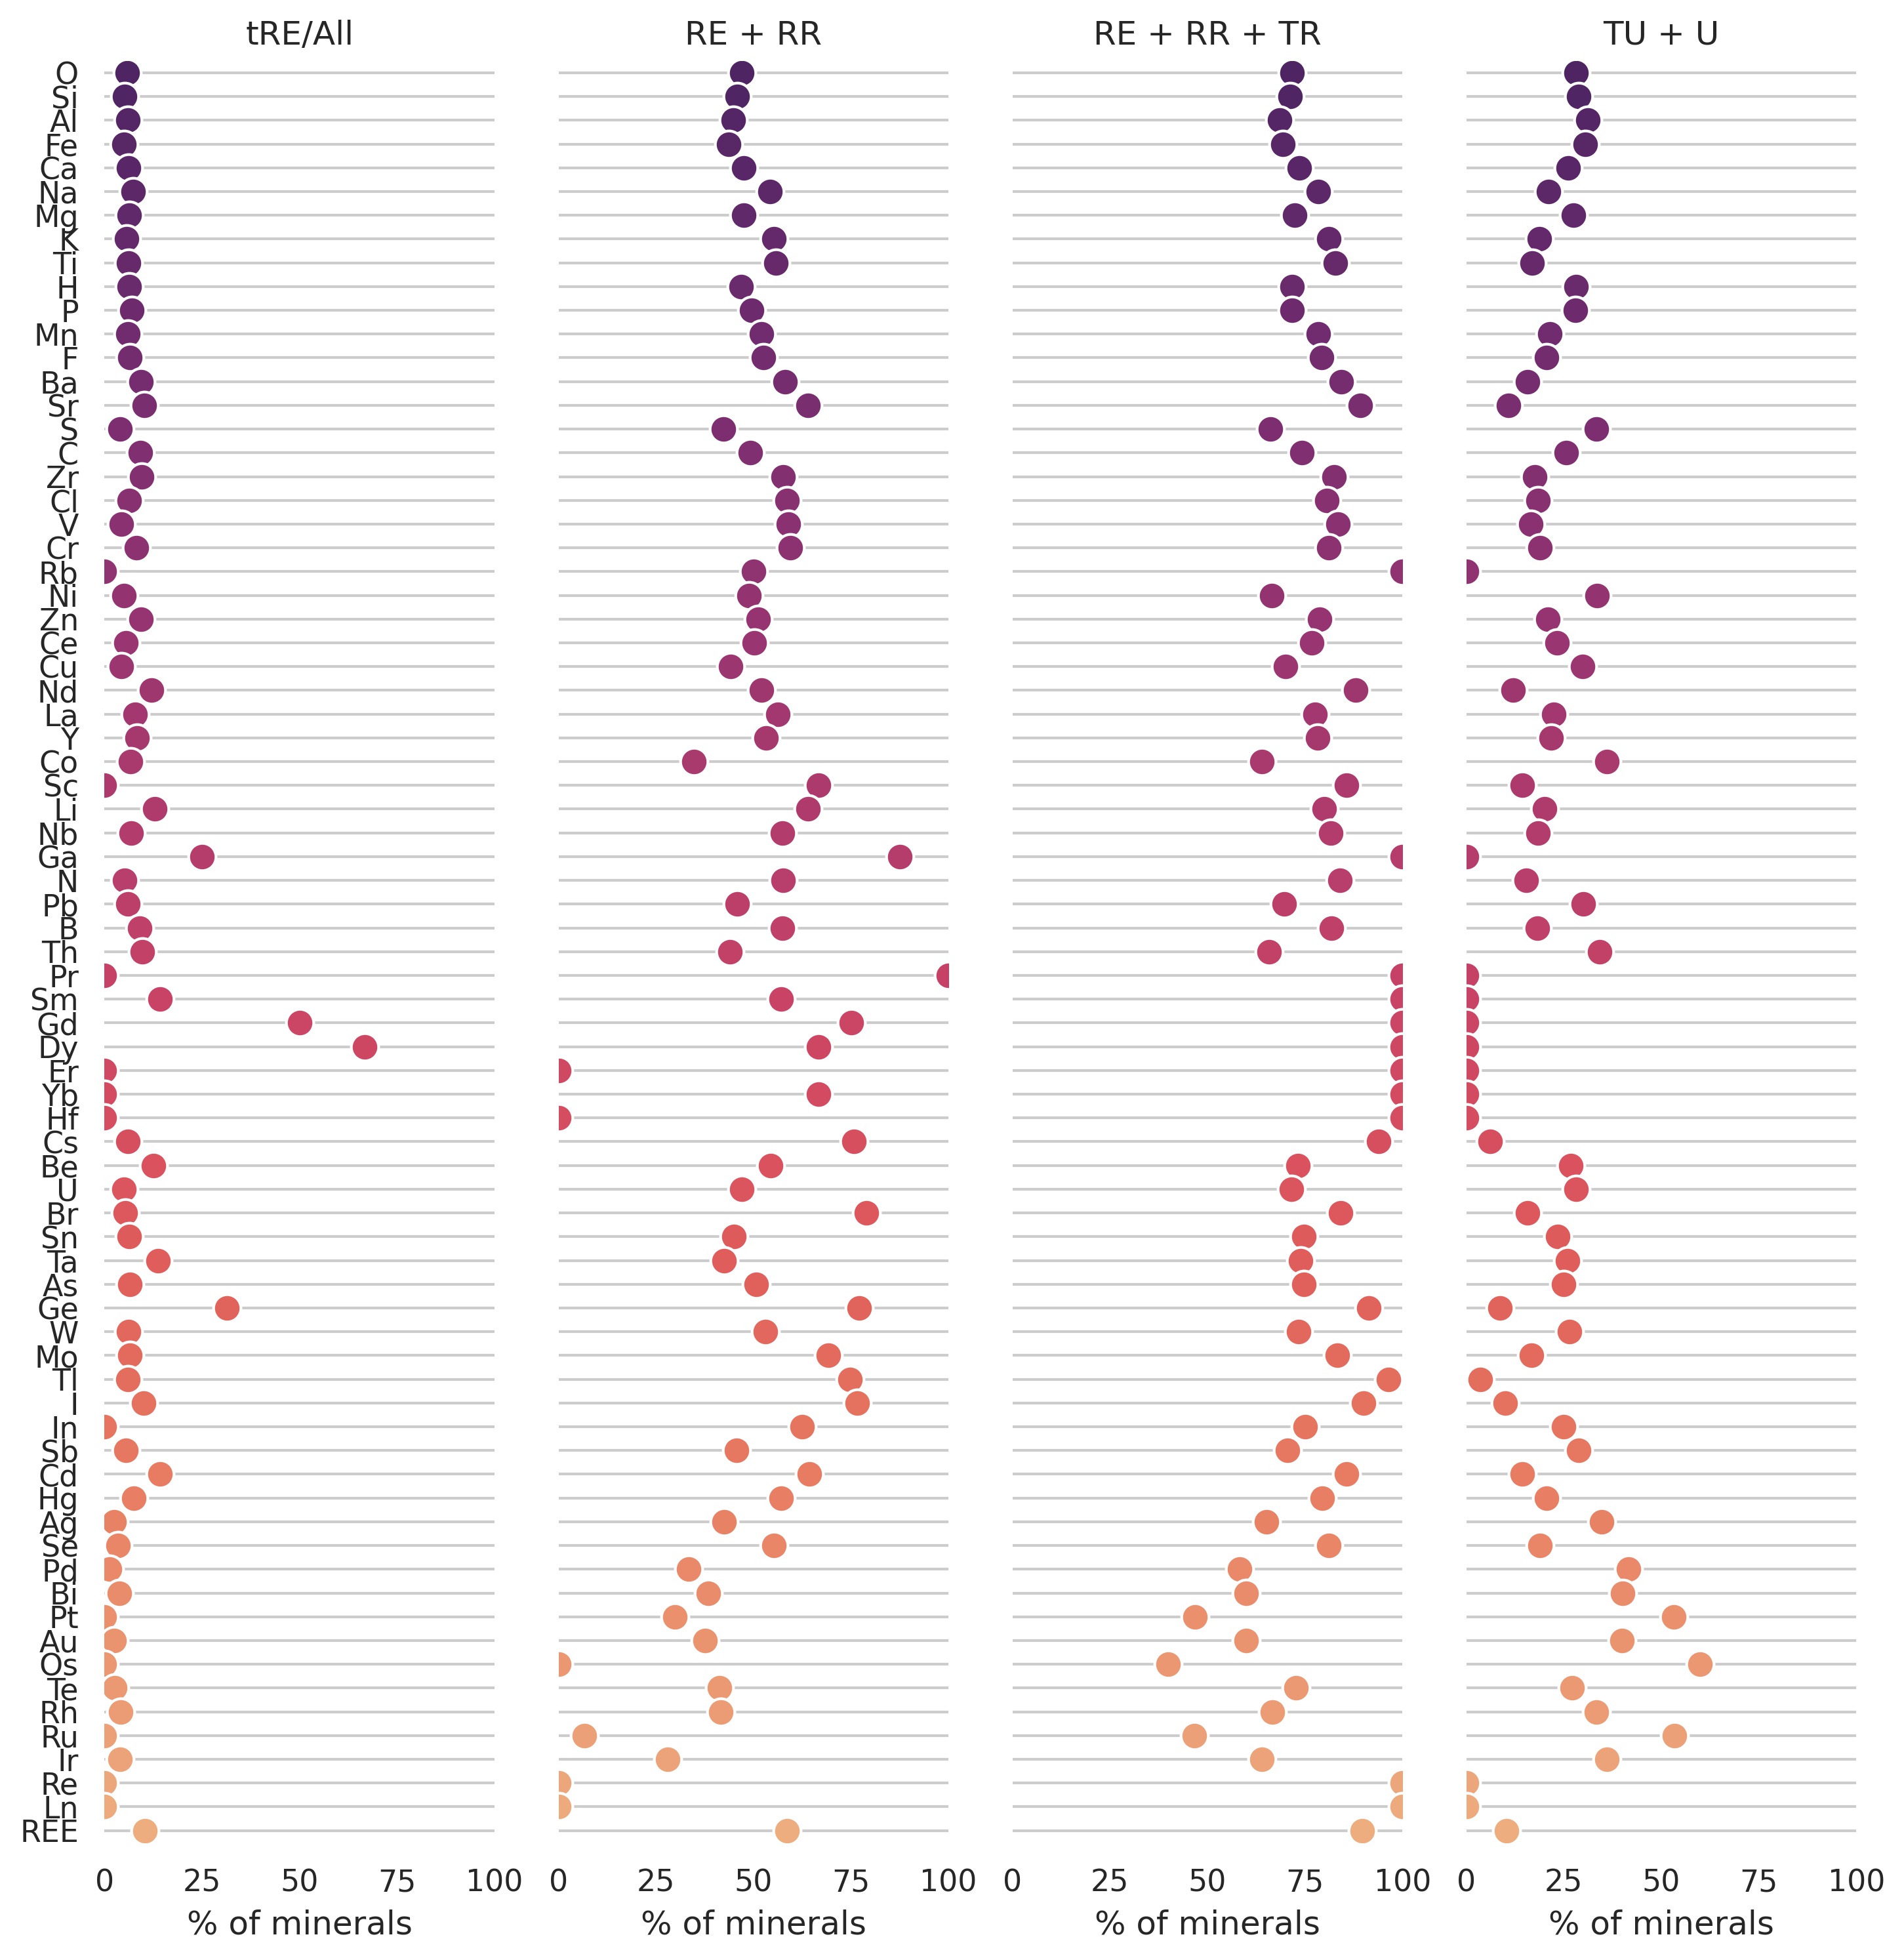 tRE/All RE + RR RE + RR + TR TU + U
O
Si
Al
Fe
Ca
Na
Mg
K
Ti
H
P
Mn
F
Ba
Sr
S
C
Zr
Cl
V
Cr
Rb
Ni
Zn
Ce
Cu
Nd
La
Y
Co
Sc
Li
Nb
Ga
N
Pb
B
Th
Pr
Sm
Gd
Dy
Er
Yb
Hf
Cs
Be
U
Br
Sn
Ta
As
Ge
W
Mo
Tl
I
In
Sb
Cd
Hg
Ag
Se
Pd
Bi
Pt
Au
Os
Te
Rh
Ru
Ir
Re
Ln
REE
0 25 50 75 100 0 25 50 75 100 0 25 50 75 100 0 25 50 75 100
% of minerals % of minerals % of minerals % of minerals